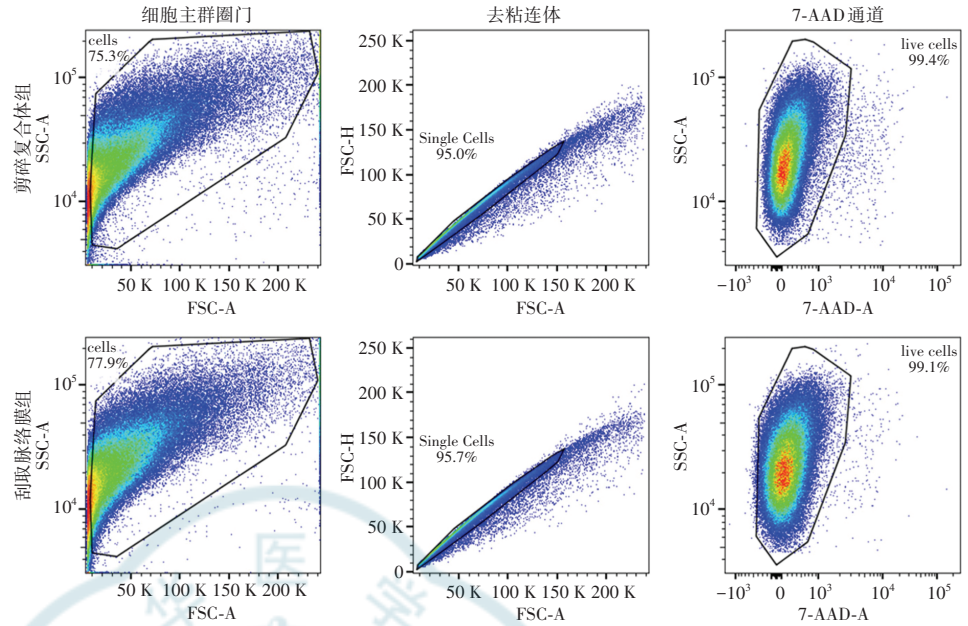 细胞主群圈门
去粘连体
7-AAD通道
剪碎复合体组
SSC-A
cells
75.3%
10⁵
10⁴
50 K 100 K 150 K 200 K
FSC-A
FSC-H
250 K
200 K
150 K
100 K
50 K
0
Single Cells
95.0%
50 K 100 K 150 K 200 K
FSC-A
SSC-A
live cells
99.4%
10⁵
10⁴
−10³ 0 10³ 10⁴ 10⁵
7-AAD-A
刮取脉络膜组
SSC-A
cells
77.9%
10⁵
10⁴
50 K 100 K 150 K 200 K
FSC-A
FSC-H
250 K
200 K
150 K
100 K
50 K
0
Single Cells
95.7%
50 K 100 K 150 K 200 K
FSC-A
SSC-A
live cells
99.1%
10⁵
10⁴
−10³ 0 10³ 10⁴ 10⁵
7-AAD-A
华医学